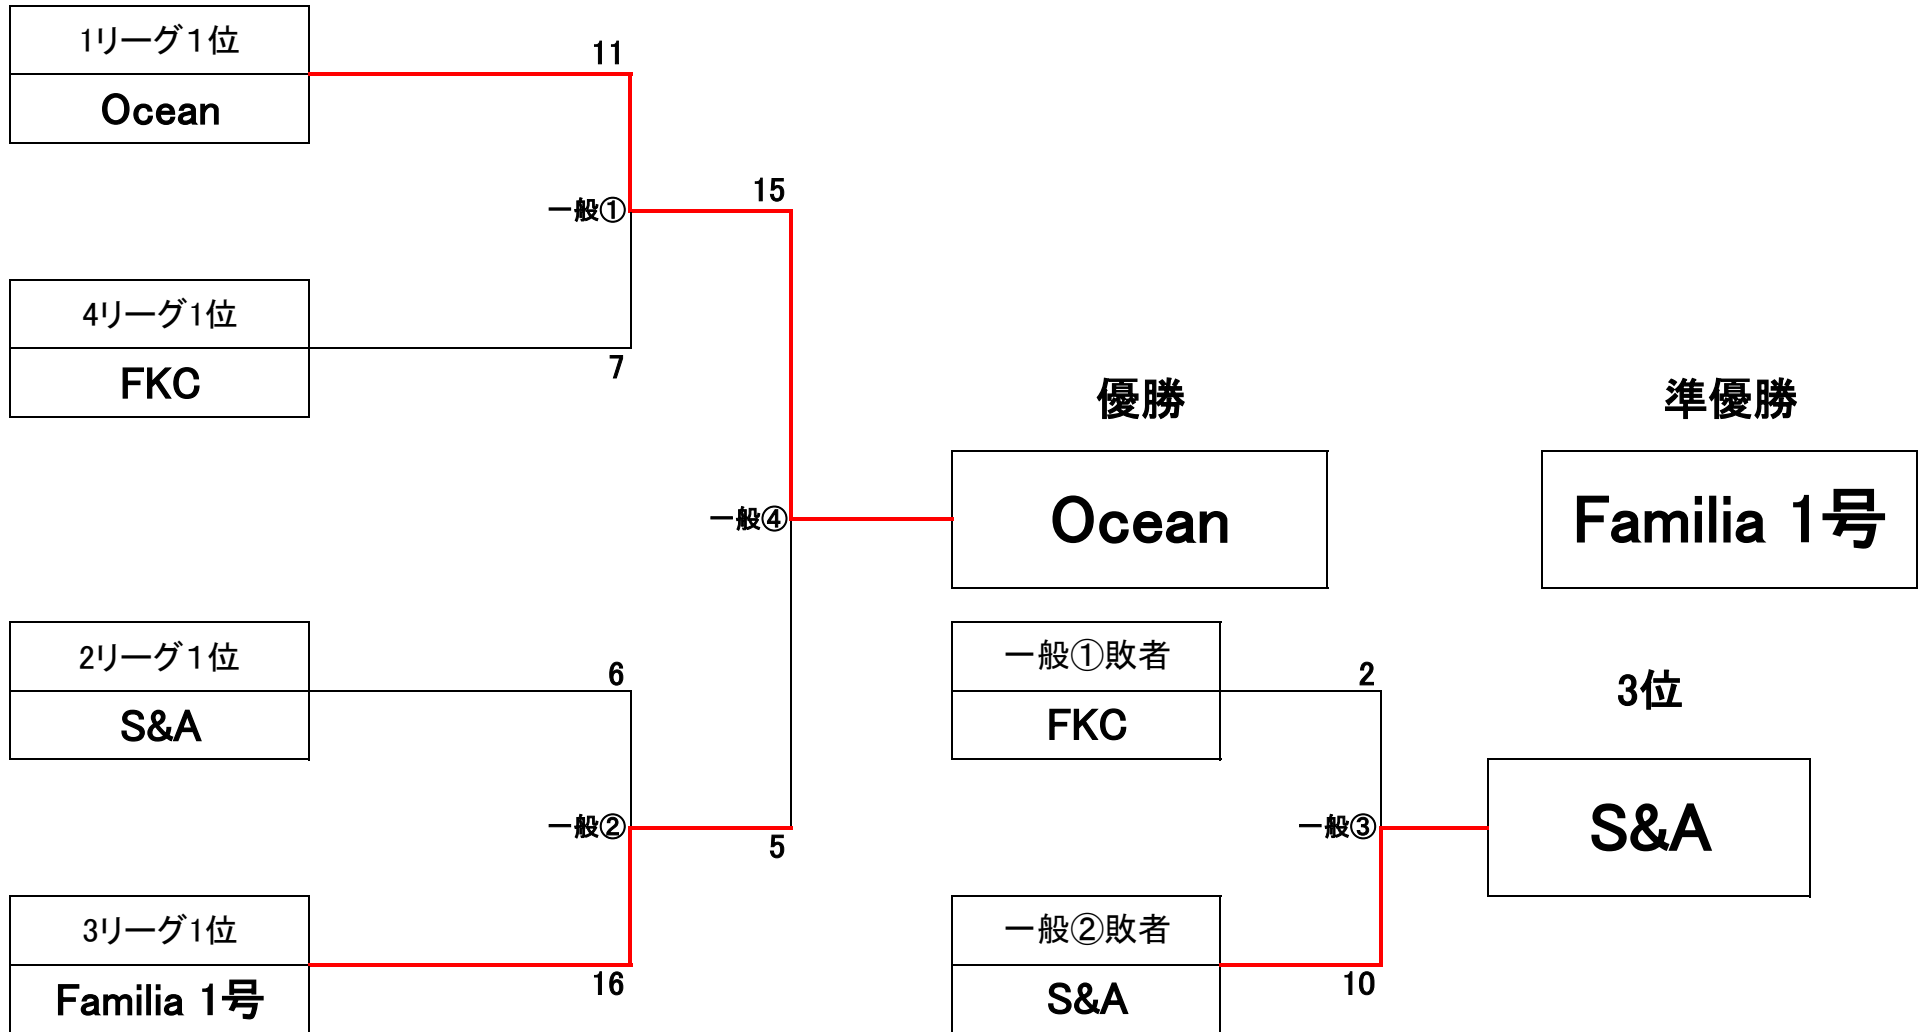 1リーグ１位
11
Ocean
15
一般①
4リーグ1位
7
FKC
優勝
準優勝
Ocean
Familia 1号
一般④
2リーグ１位
6
S&A
一般①敗者
2
FKC
3位
一般②
5
一般③
S&A
3リーグ1位
16
Familia 1号
一般②敗者
10
S&A